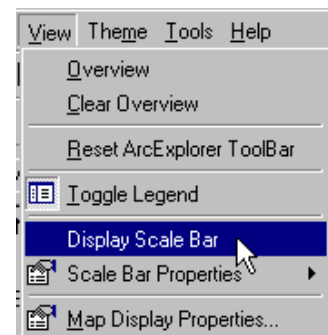 View Theme Tools Help
Overview
Clear Overview
Reset ArcExplorer ToolBar
Toggle Legend
Display Scale Bar
Scale Bar Properties
Map Display Properties...